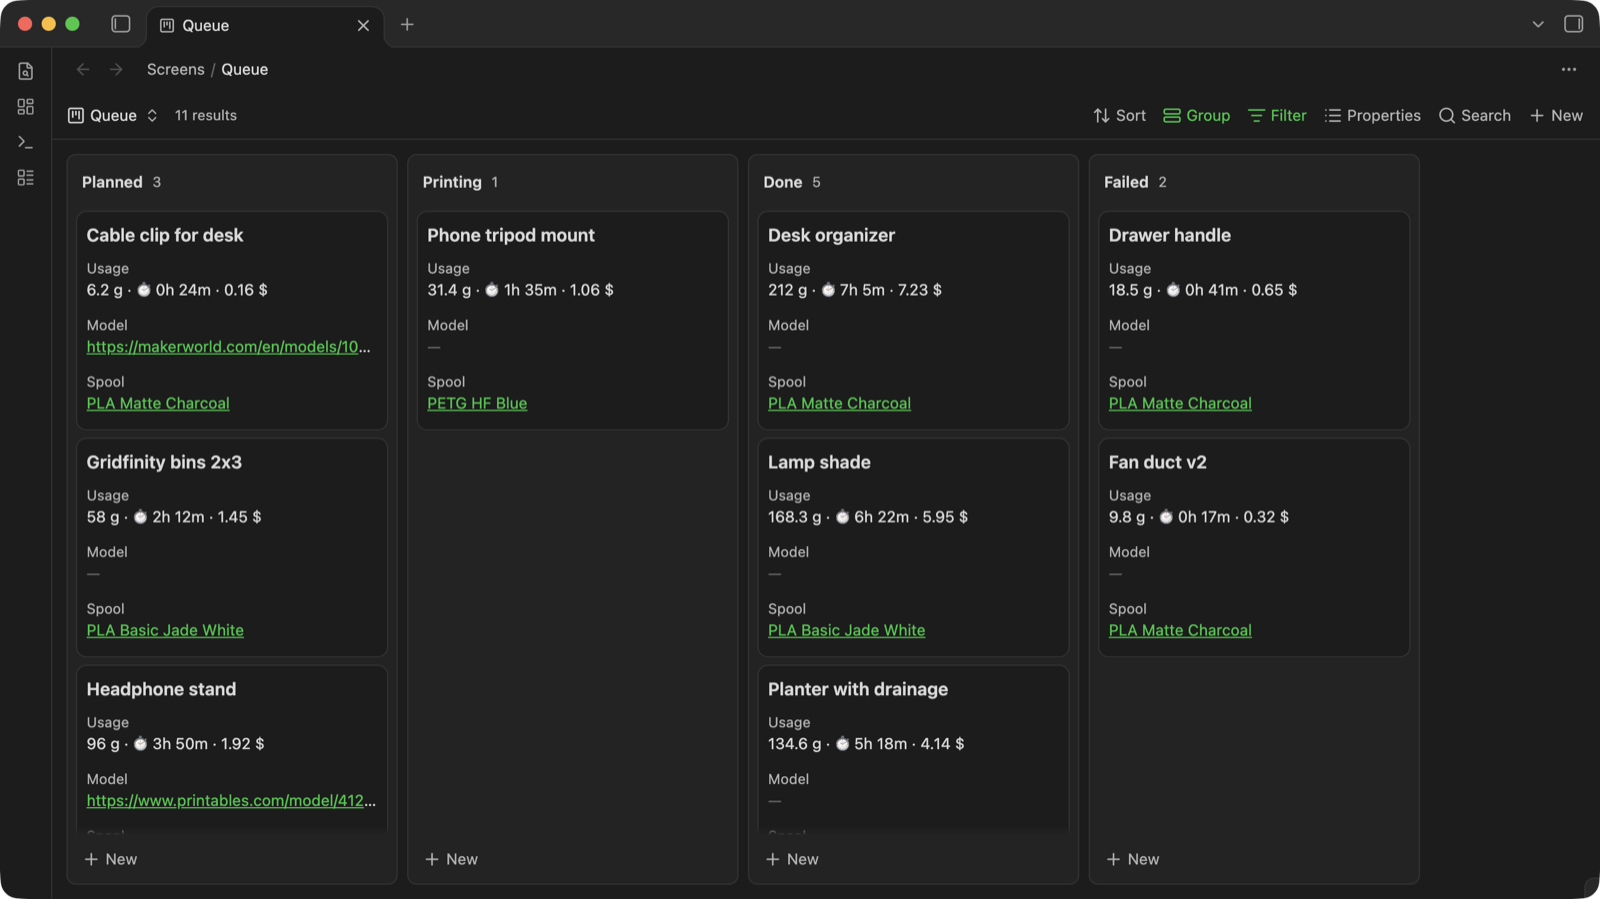 Queue
Screens / Queue
Queue 11 results
Sort Group Filter Properties Search New
Planned 3
Cable clip for desk
Usage
6.2 g · ⏱ 0h 24m · 0.16 $
Model
https://makerworld.com/en/models/10...
Spool
PLA Matte Charcoal
Gridfinity bins 2x3
Usage
58 g · ⏱ 2h 12m · 1.45 $
Model
—
Spool
PLA Basic Jade White
Headphone stand
Usage
96 g · ⏱ 3h 50m · 1.92 $
Model
https://www.printables.com/model/412...
New
Printing 1
Phone tripod mount
Usage
31.4 g · ⏱ 1h 35m · 1.06 $
Model
—
Spool
PETG HF Blue
New
Done 5
Desk organizer
Usage
212 g · ⏱ 7h 5m · 7.23 $
Model
—
Spool
PLA Matte Charcoal
Lamp shade
Usage
168.3 g · ⏱ 6h 22m · 5.95 $
Model
—
Spool
PLA Basic Jade White
Planter with drainage
Usage
134.6 g · ⏱ 5h 18m · 4.14 $
Model
—
New
Failed 2
Drawer handle
Usage
18.5 g · ⏱ 0h 41m · 0.65 $
Model
—
Spool
PLA Matte Charcoal
Fan duct v2
Usage
9.8 g · ⏱ 0h 17m · 0.32 $
Model
—
Spool
PLA Matte Charcoal
New